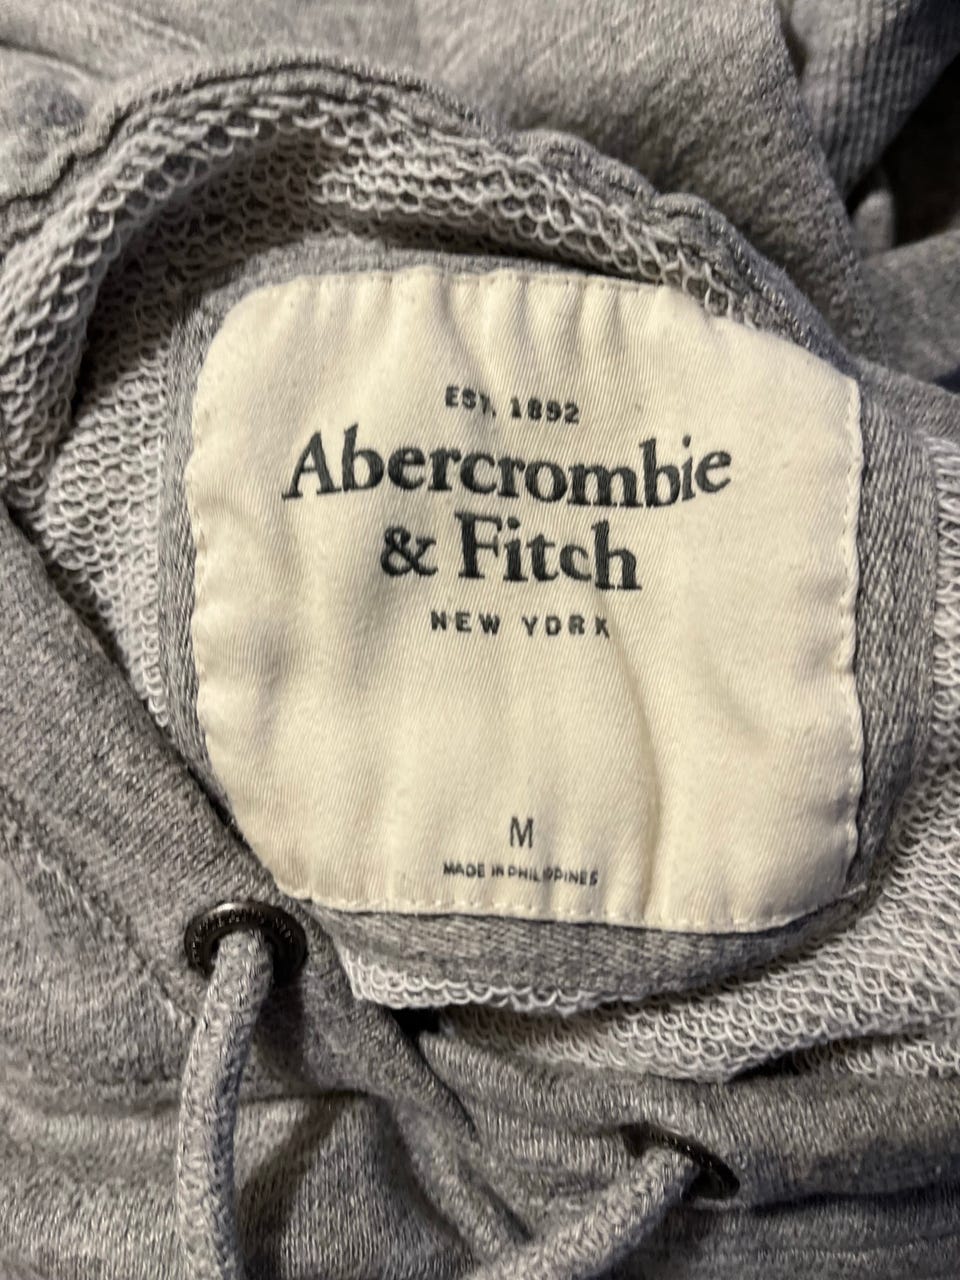 EST. 1892
Abercrombie
& Fitch
NEW YORK
M
MADE IN PHILIPPINES